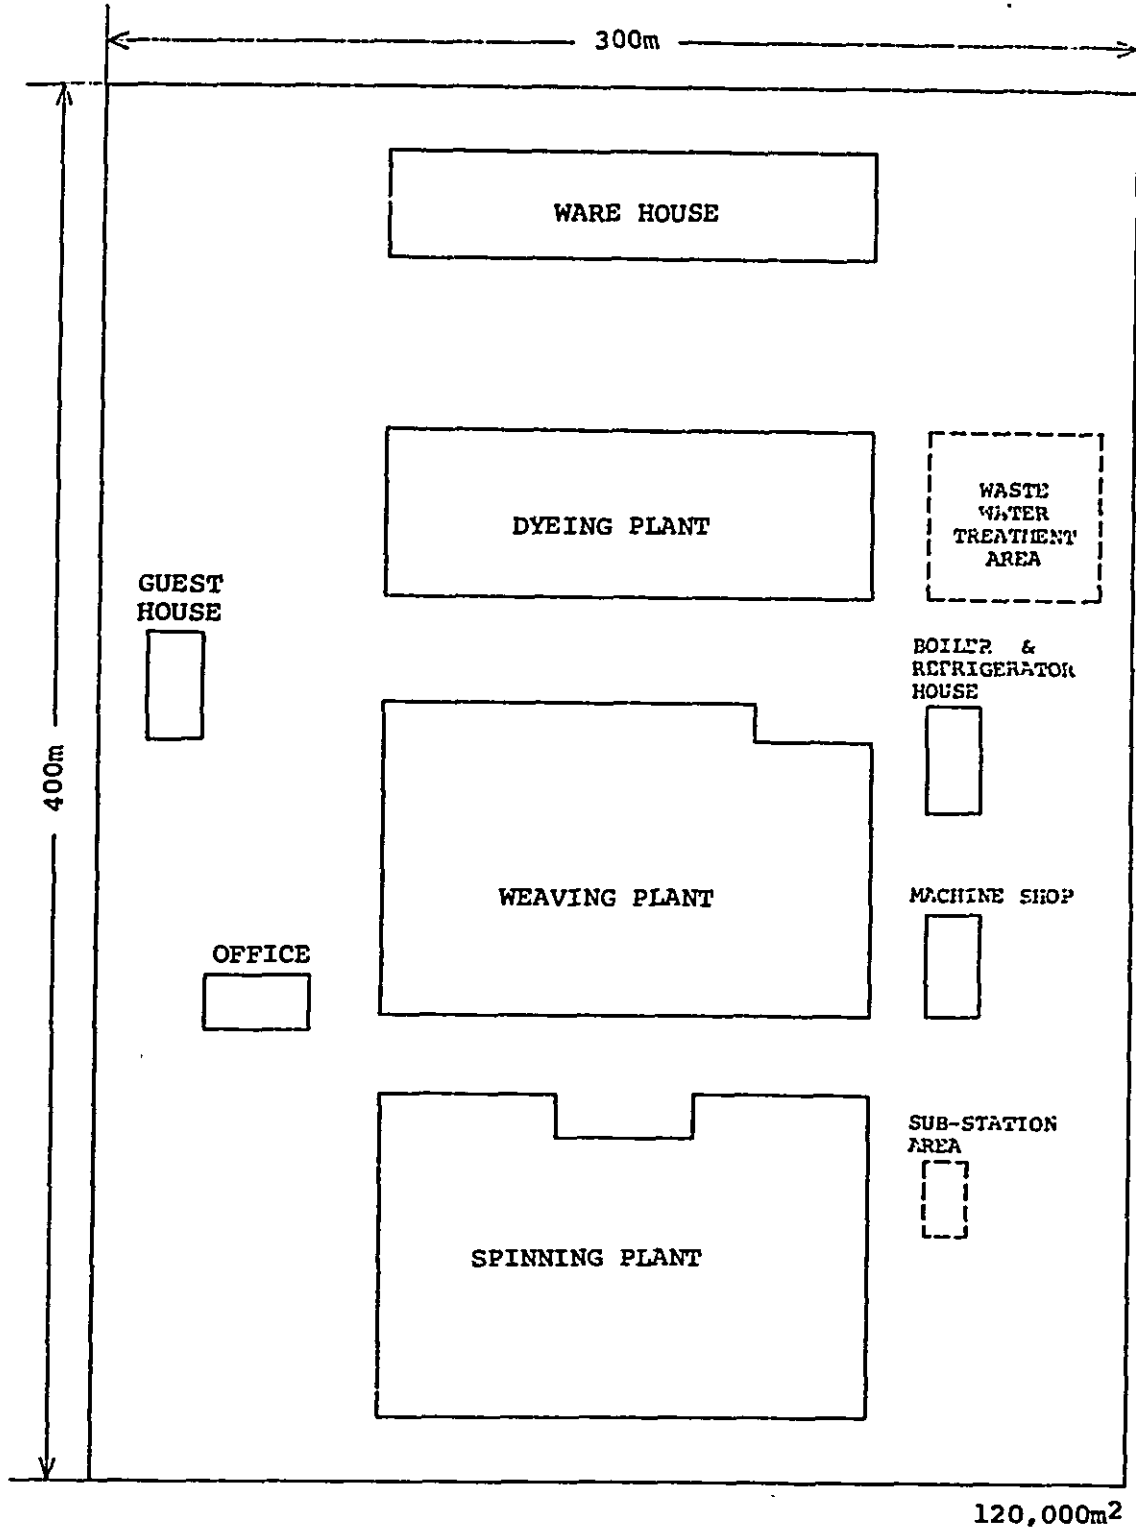 300m
WARE HOUSE
DYEING PLANT
WASTE
WATER
TREATMENT
AREA
GUEST
HOUSE
BOILER &
REFRIGERATOR
HOUSE
400m
WEAVING PLANT
MACHINE SHOP
OFFICE
SUB-STATION
AREA
SPINNING PLANT
120,000m²